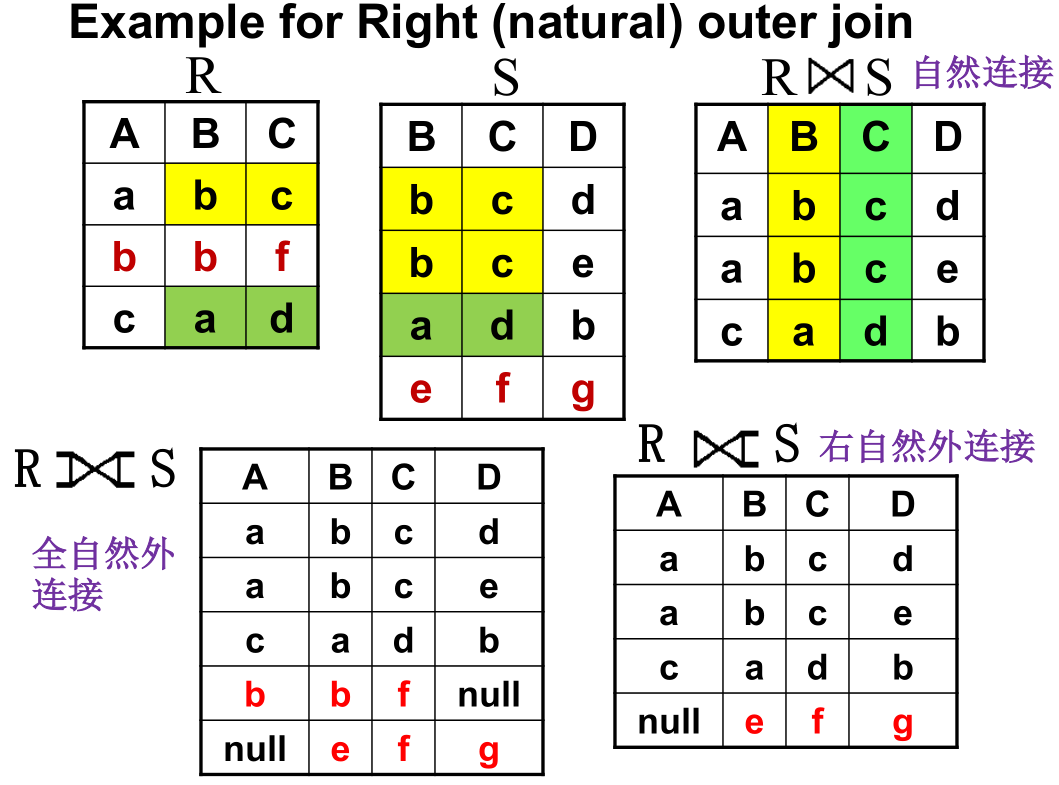 Example for Right (natural) outer join
R
A B C
a b c
b b f
c a d
S
B C D
b c d
b c e
a d b
e f g
R ⋈ S 自然连接
A B C D
a b c d
a b c e
c a d b
R ⟗ S
全自然外
连接
A B C D
a b c d
a b c e
c a d b
b b f null
null e f g
R ⟖ S 右自然外连接
A B C D
a b c d
a b c e
c a d b
null e f g